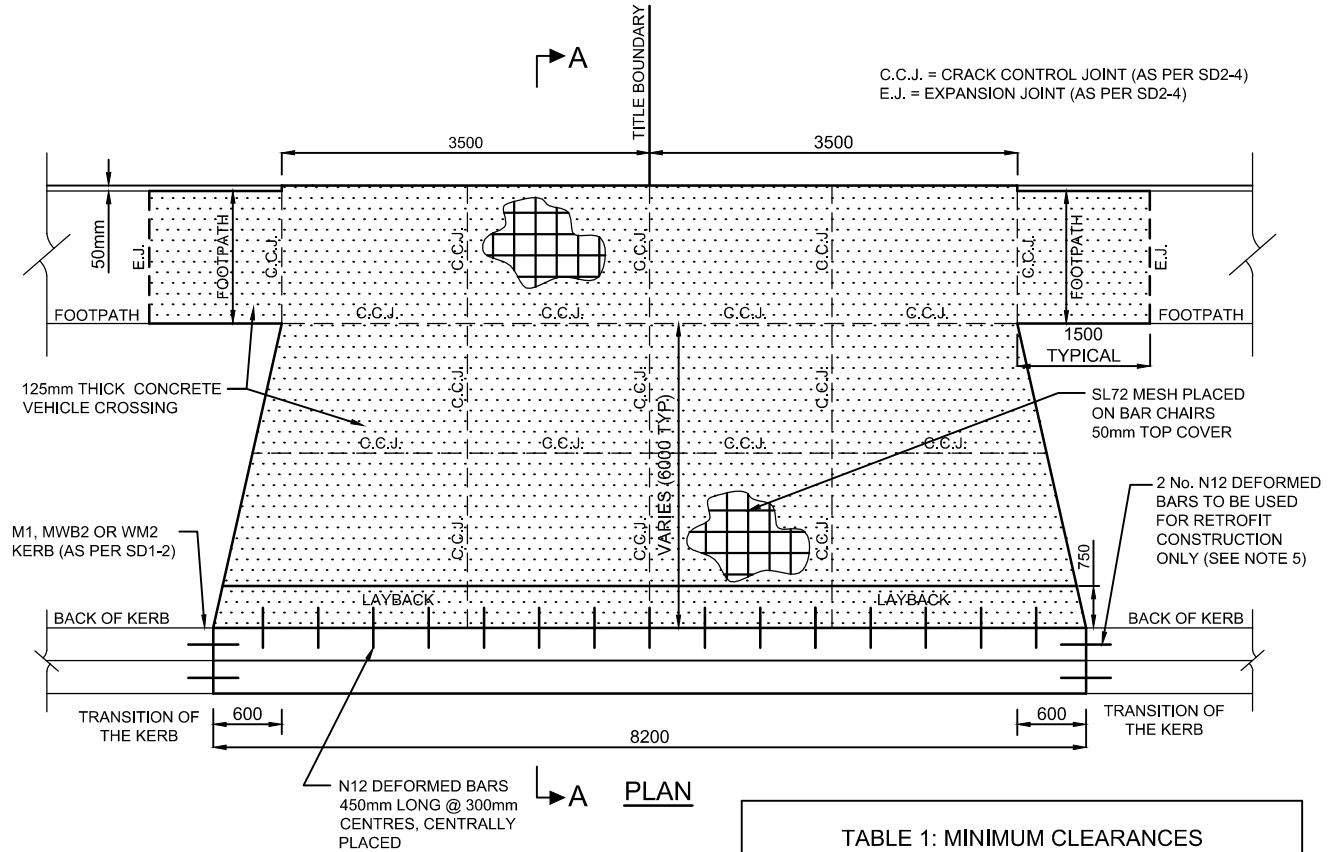 A
TITLE BOUNDARY
C.C.J. = CRACK CONTROL JOINT (AS PER SD2-4)
E.J. = EXPANSION JOINT (AS PER SD2-4)
3500
3500
50mm
E.J.
FOOTPATH
C.C.J.
C.C.J.
C.C.J.
C.C.J.
C.C.J.
FOOTPATH
E.J.
FOOTPATH
C.C.J.
C.C.J.
C.C.J.
C.C.J.
FOOTPATH
1500
TYPICAL
125mm THICK CONCRETE
VEHICLE CROSSING
C.C.J.
C.C.J.
C.C.J.
VARIES (6000 TYP)
SL72 MESH PLACED
ON BAR CHAIRS
50mm TOP COVER
C.C.J.
C.C.J.
C.C.J.
C.C.J.
2 No. N12 DEFORMED
BARS TO BE USED
FOR RETROFIT
CONSTRUCTION
ONLY (SEE NOTE 5)
M1, MWB2 OR WM2
KERB (AS PER SD1-2)
C.C.J.
C.C.J.
C.C.J.
750
LAYBACK
LAYBACK
BACK OF KERB
BACK OF KERB
TRANSITION OF
THE KERB
600
600
TRANSITION OF
THE KERB
8200
N12 DEFORMED BARS
450mm LONG @ 300mm
CENTRES, CENTRALLY
PLACED
A
PLAN
TABLE 1: MINIMUM CLEARANCES